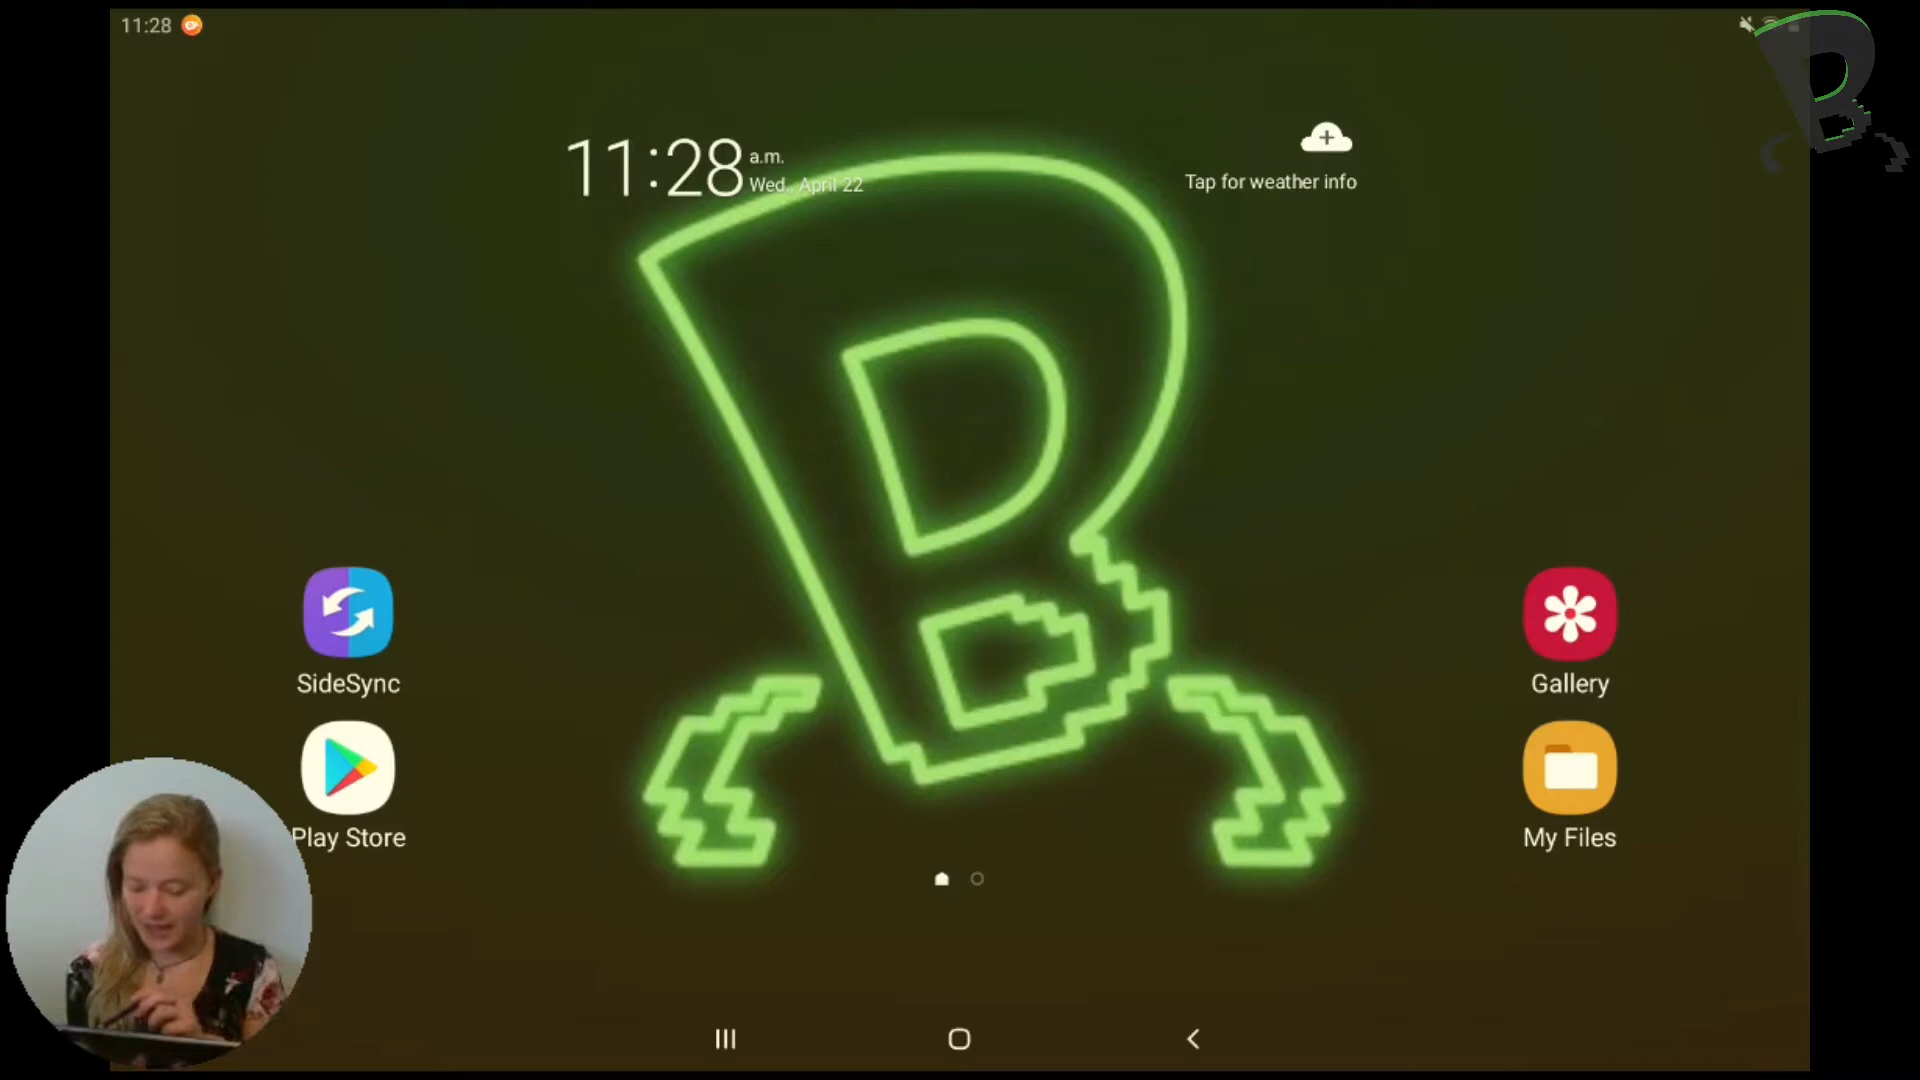 11:28
11:28 a.m.
Wed., April 22
Tap for weather info
SideSync
Gallery
Play Store
My Files